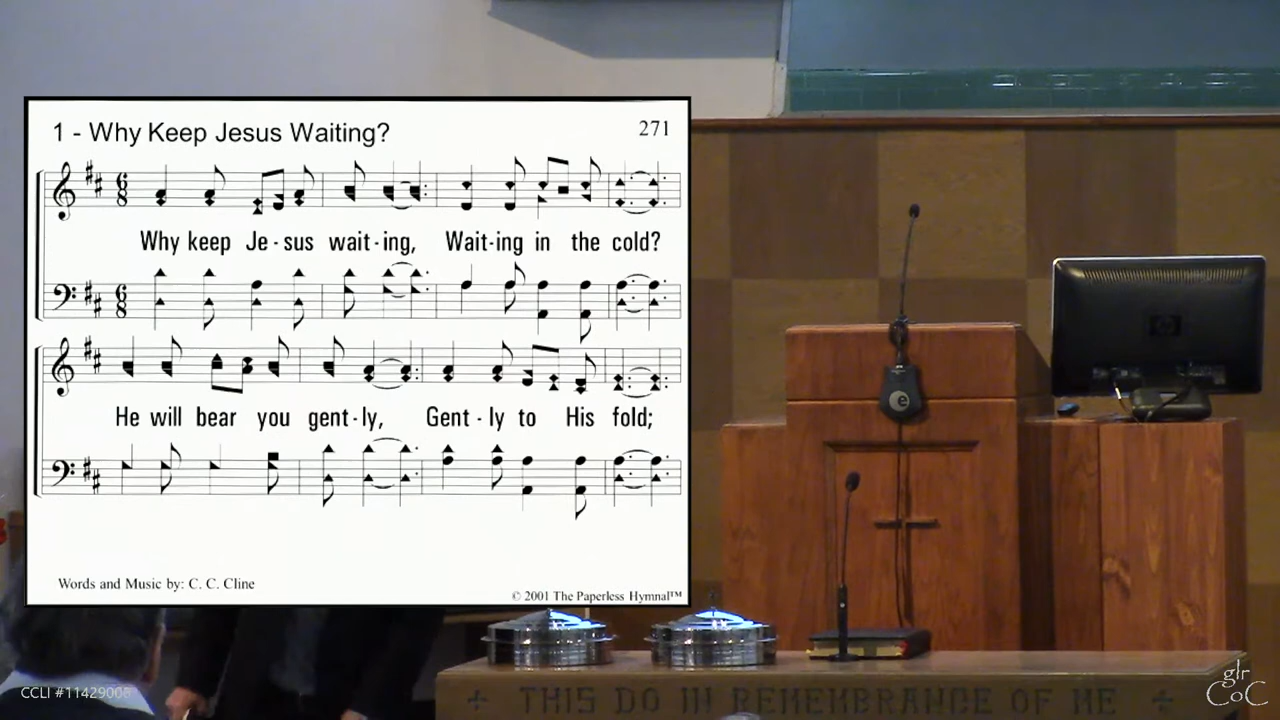 1 - Why Keep Jesus Waiting?
271
Why keep Je - sus wait - ing, Wait - ing in the cold?
He will bear you gent - ly, Gent - ly to His fold;
Words and Music by: C. C. Cline
© 2001 The Paperless Hymnal™
hp
e
THIS DO IN REMEMBRANCE OF ME
CCLI #11429008
glr
CoC